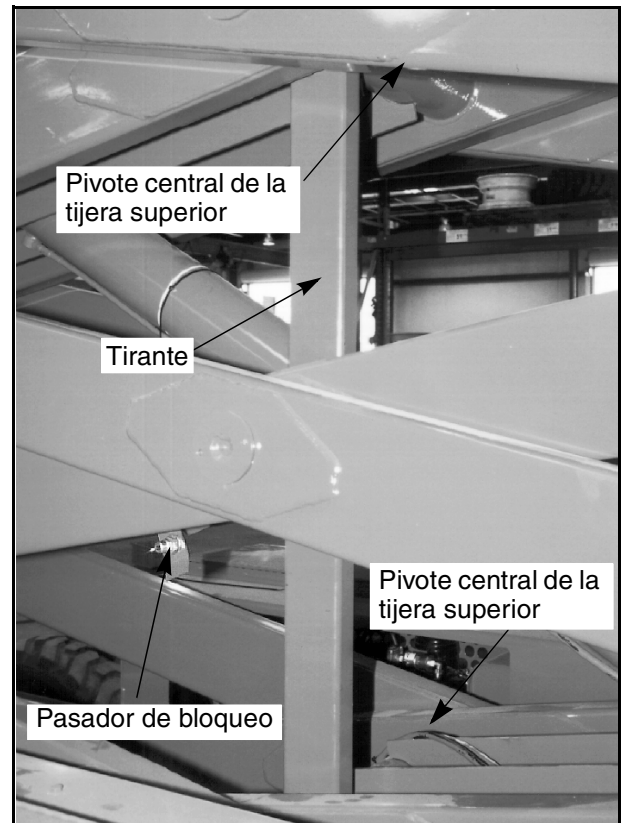 Pivote central de la
tijera superior
Tirante
Pivote central de la
tijera superior
Pasador de bloqueo